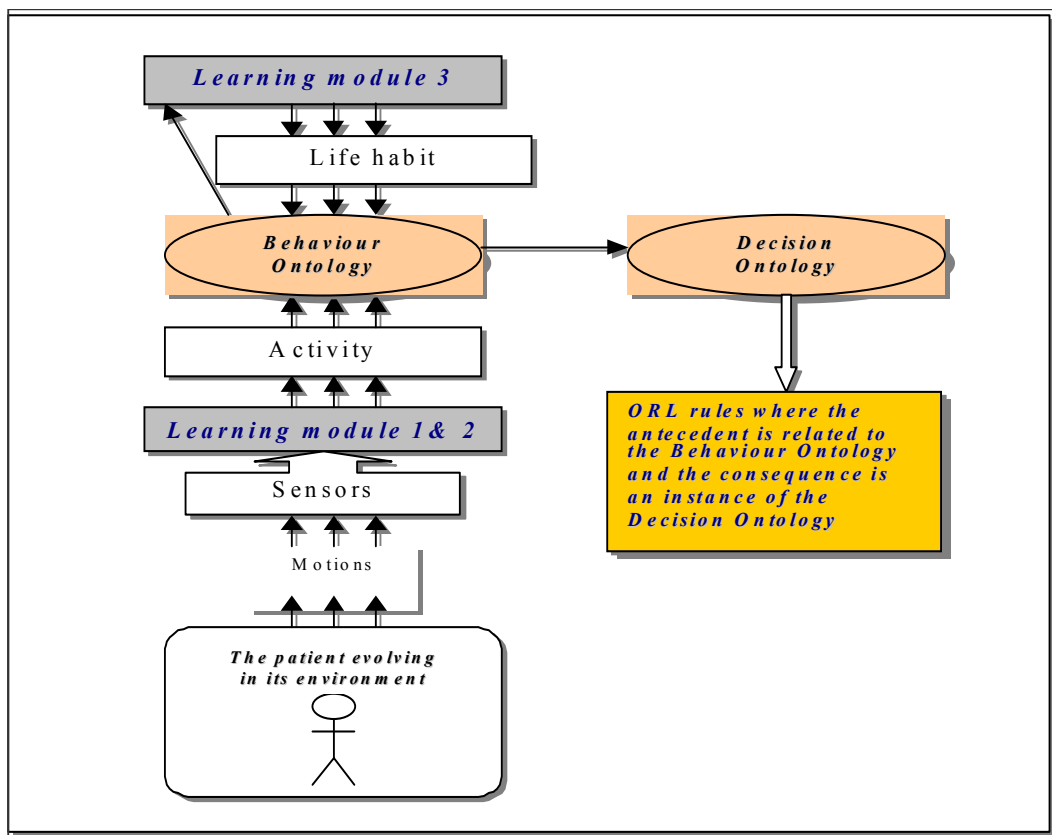 Learning module 3
Life habit
Behaviour
Ontology
Decision
Ontology
Activity
Learning module 1& 2
Sensors
Motions
The patient evolving
in its environment
ORL rules where the
antecedent is related to
the Behaviour Ontology
and the consequence is
an instance of the
Decision Ontology